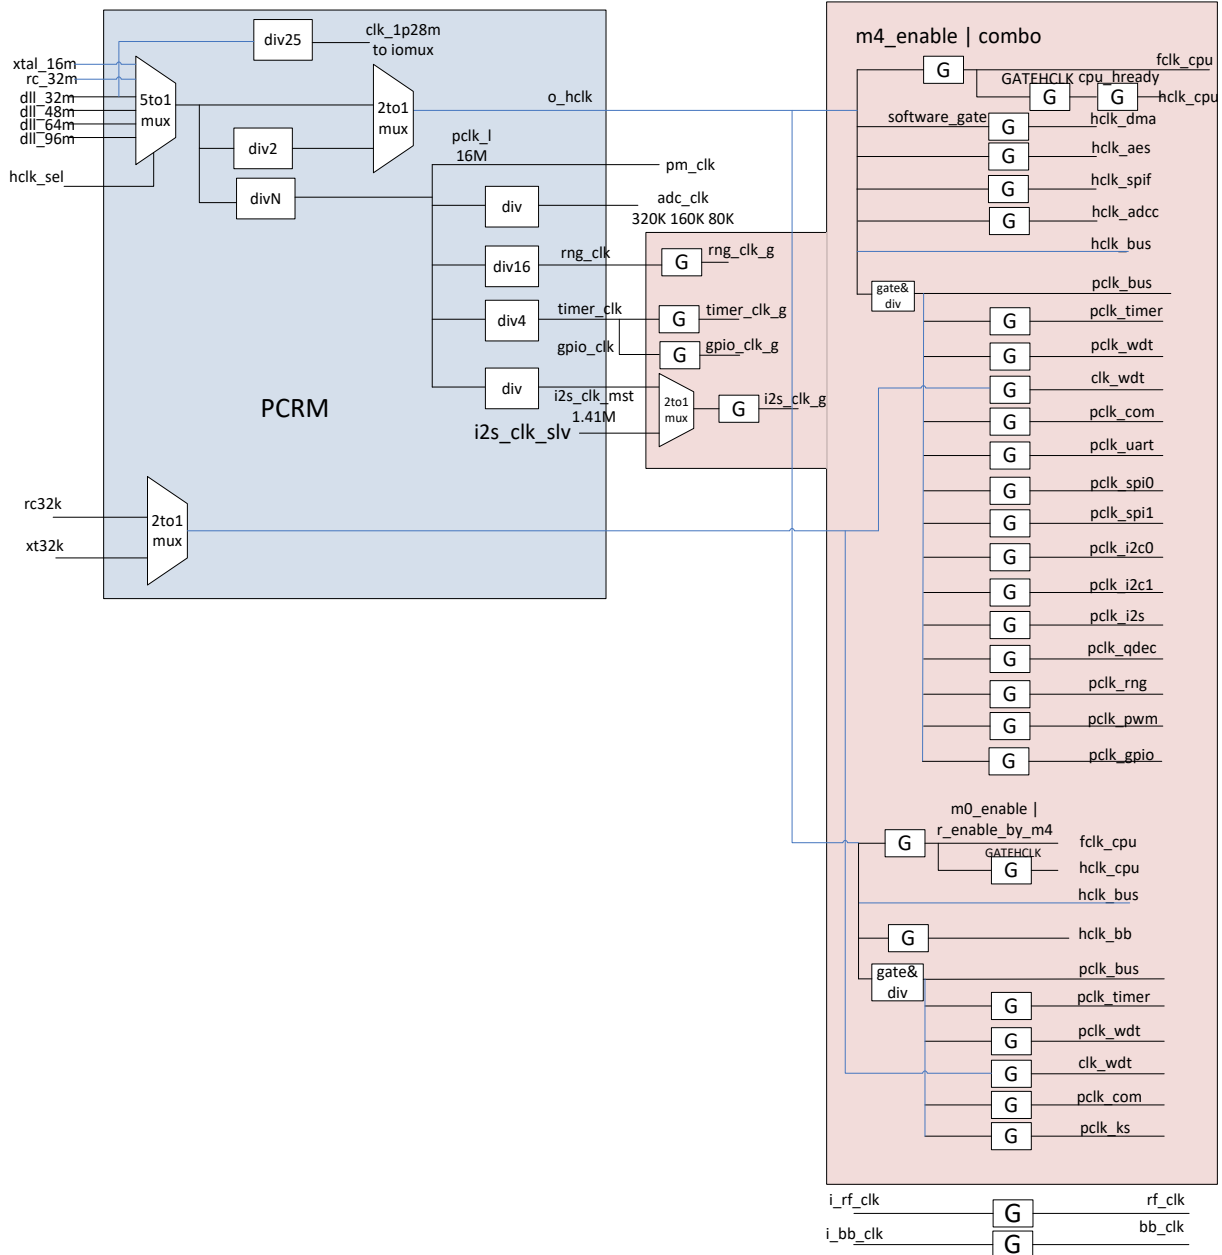 div25
clk_1p28m
to iomux
xtal_16m
rc_32m
dll_32m
dll_48m
dll_64m
dll_96m
hclk_sel
5to1
mux
2to1
mux
div2
divN
o_hclk
pclk_l
16M
pm_clk
div
adc_clk
320K 160K 80K
div16
rng_clk
G
rng_clk_g
div4
timer_clk
G
timer_clk_g
gpio_clk
G
gpio_clk_g
div
i2s_clk_mst
1.41M
i2s_clk_slv
2to1
mux
G
i2s_clk_g
PCRM
rc32k
xt32k
2to1
mux
m4_enable | combo
G
fclk_cpu
GATEHCLK
cpu_hready
G
G
hclk_cpu
software_gate
G
hclk_dma
G
hclk_aes
G
hclk_spif
G
hclk_adcc
hclk_bus
gate&
div
pclk_bus
G
pclk_timer
G
pclk_wdt
G
clk_wdt
G
pclk_com
G
pclk_uart
G
pclk_spi0
G
pclk_spi1
G
pclk_i2c0
G
pclk_i2c1
G
pclk_i2s
G
pclk_qdec
G
pclk_rng
G
pclk_pwm
G
pclk_gpio
m0_enable |
r_enable_by_m4
G
fclk_cpu
GATEHCLK
G
hclk_cpu
hclk_bus
G
hclk_bb
gate&
div
pclk_bus
G
pclk_timer
G
pclk_wdt
G
clk_wdt
G
pclk_com
G
pclk_ks
i_rf_clk
G
rf_clk
i_bb_clk
G
bb_clk